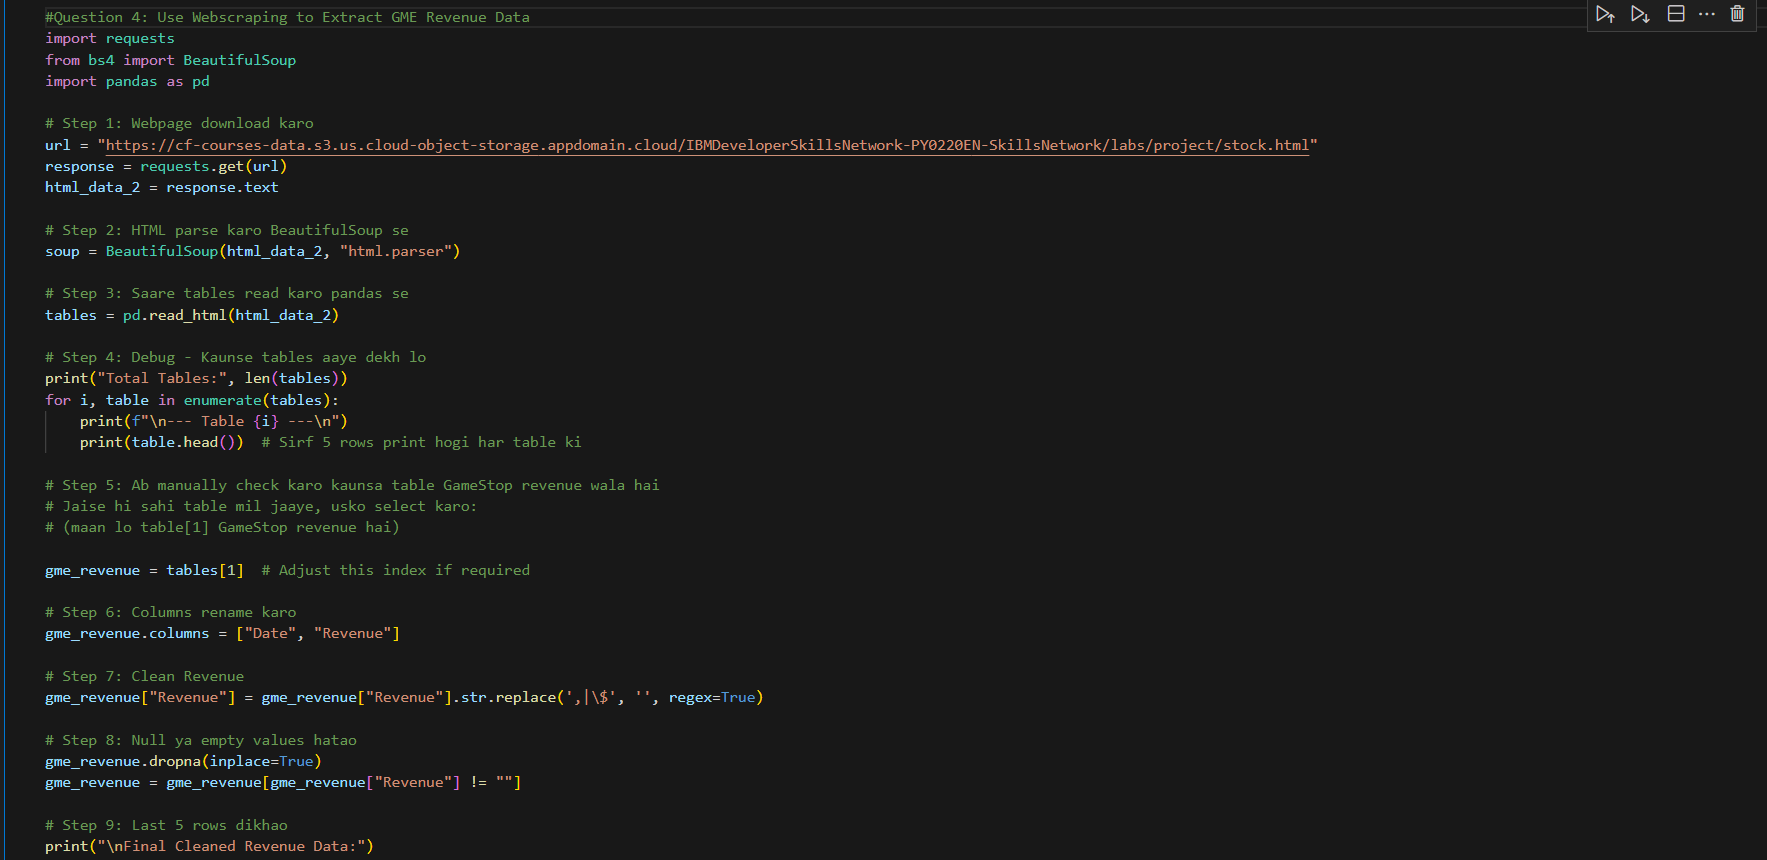 #Question 4: Use Webscraping to Extract GME Revenue Data
import requests
from bs4 import BeautifulSoup
import pandas as pd
# Step 1: Webpage download karo
url = "https://cf-courses-data.s3.us.cloud-object-storage.appdomain.cloud/IBMDeveloperSkillsNetwork-PY0220EN-SkillsNetwork/labs/project/stock.html"
response = requests.get(url)
html_data_2 = response.text
# Step 2: HTML parse karo BeautifulSoup se
soup = BeautifulSoup(html_data_2, "html.parser")
# Step 3: Saare tables read karo pandas se
tables = pd.read_html(html_data_2)
# Step 4: Debug - Kaunse tables aaye dekh lo
print("Total Tables:", len(tables))
for i, table in enumerate(tables):
    print(f"\n--- Table {i} ---\n")
    print(table.head())  # Sirf 5 rows print hogi har table ki
# Step 5: Ab manually check karo kaunsa table GameStop revenue wala hai
# Jaise hi sahi table mil jaaye, usko select karo:
# (maan lo table[1] GameStop revenue hai)
gme_revenue = tables[1]  # Adjust this index if required
# Step 6: Columns rename karo
gme_revenue.columns = ["Date", "Revenue"]
# Step 7: Clean Revenue
gme_revenue["Revenue"] = gme_revenue["Revenue"].str.replace(',|\$', '', regex=True)
# Step 8: Null ya empty values hatao
gme_revenue.dropna(inplace=True)
gme_revenue = gme_revenue[gme_revenue["Revenue"] != ""]
# Step 9: Last 5 rows dikhao
print("\nFinal Cleaned Revenue Data:")